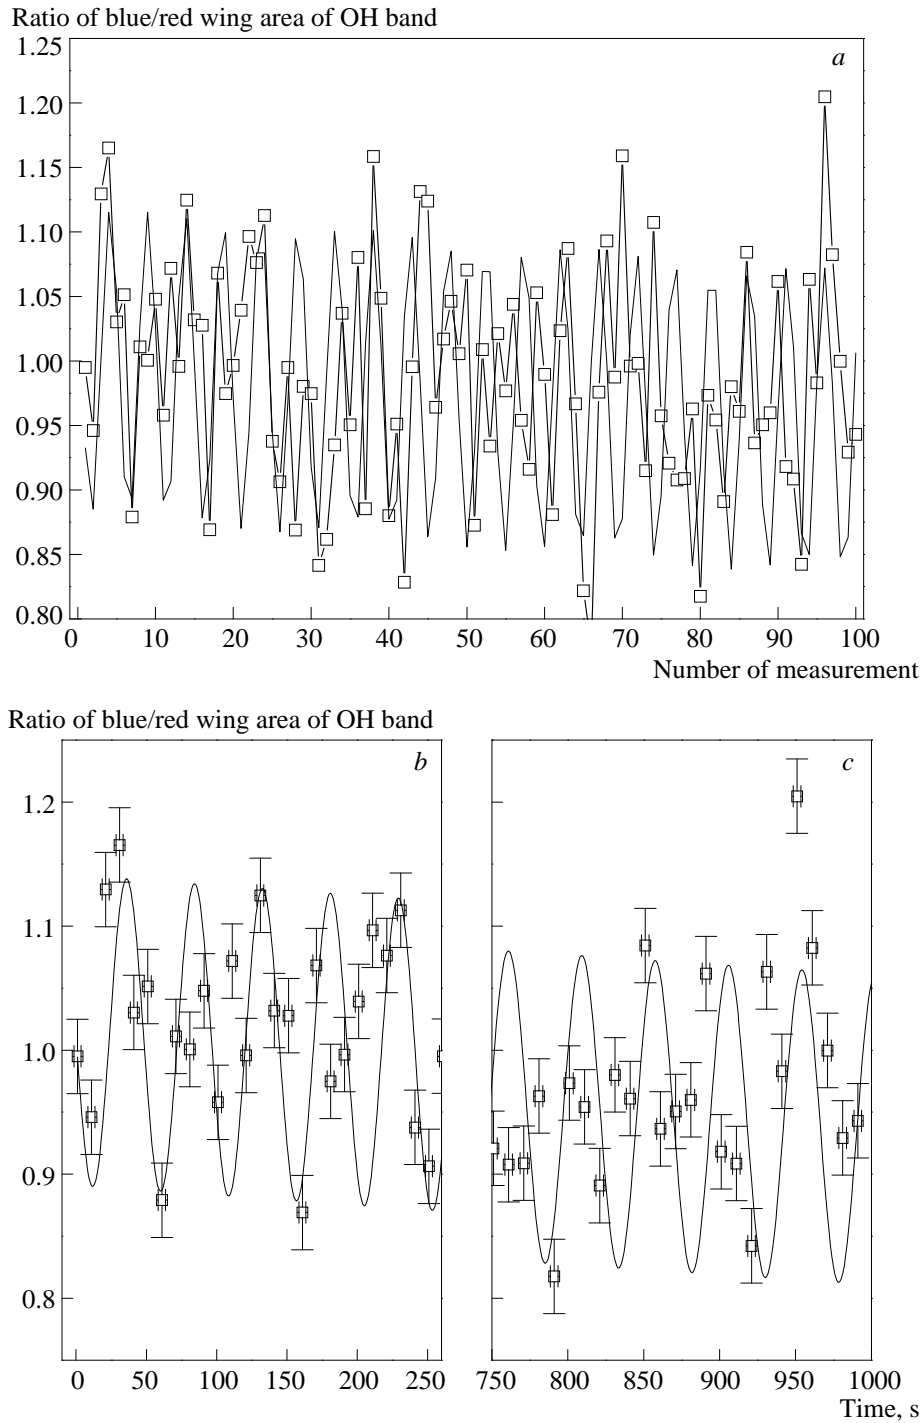 Ratio of blue/red wing area of OH band
1.25
a
1.20
1.15
1.10
1.05
1.00
0.95
0.90
0.85
0.80
0 10 20 30 40 50 60 70 80 90 100
Number of measurement
Ratio of blue/red wing area of OH band
b c
1.2
1.1
1.0
0.9
0.8
0 50 100 150 200 250 750 800 850 900 950 1000
Time, s